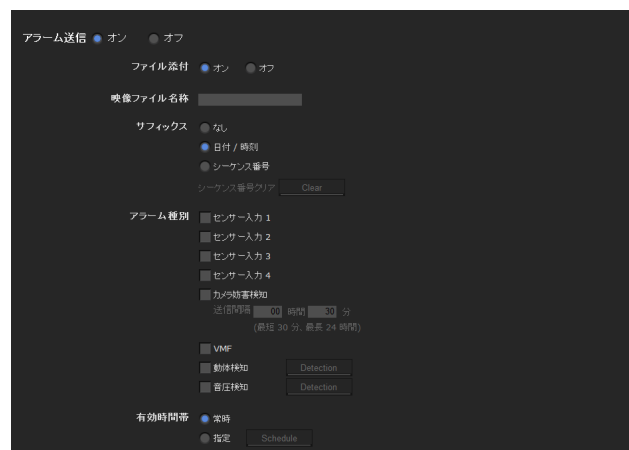 アラーム送信 オン オフ
ファイル添付 オン オフ
映像ファイル名称
サフィックス なし
日付 / 時刻
シーケンス番号
シーケンス番号クリア Clear
アラーム種別 センサー入力 1
センサー入力 2
センサー入力 3
センサー入力 4
カメラ妨害検知
送信間隔 00 時間 30 分
(最短 30 分, 最長 24 時間)
VMF
動体検知 Detection
音圧検知 Detection
有効時間帯 常時
指定 Schedule